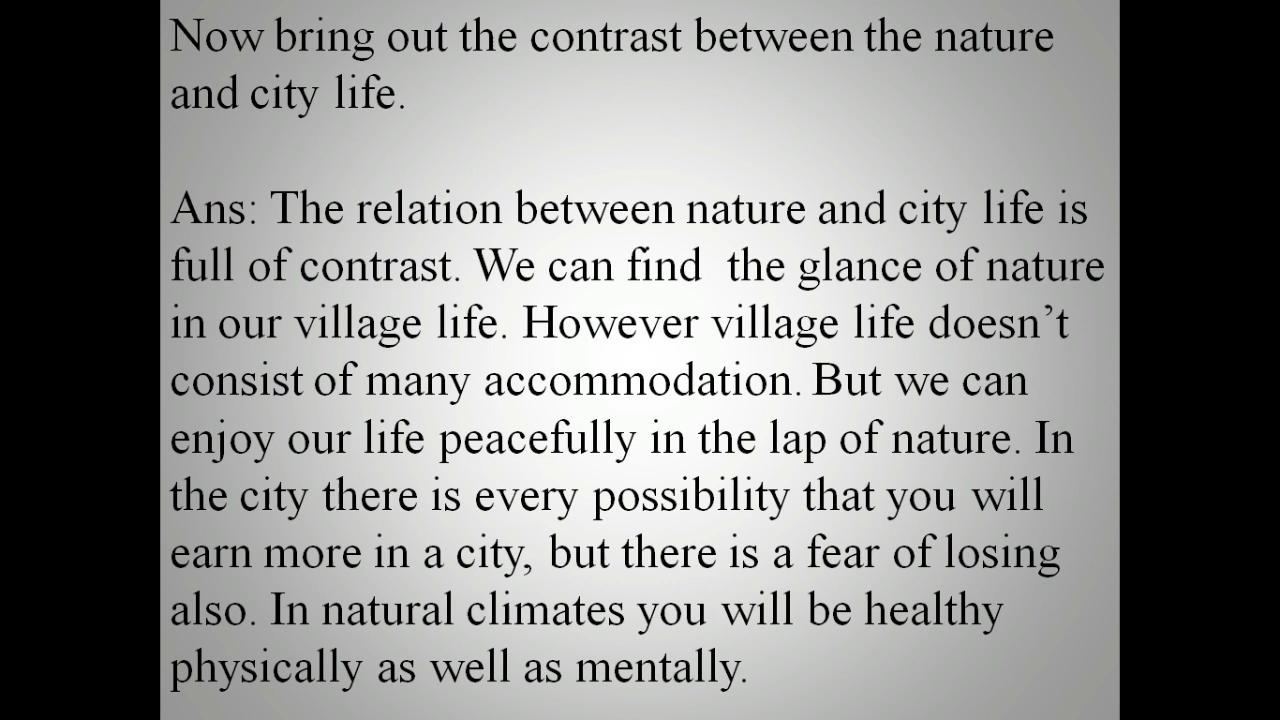 Now bring out the contrast between the nature
and city life.
Ans: The relation between nature and city life is
full of contrast. We can find  the glance of nature
in our village life. However village life doesn’t
consist of many accommodation. But we can
enjoy our life peacefully in the lap of nature. In
the city there is every possibility that you will
earn more in a city, but there is a fear of losing
also. In natural climates you will be healthy
physically as well as mentally.